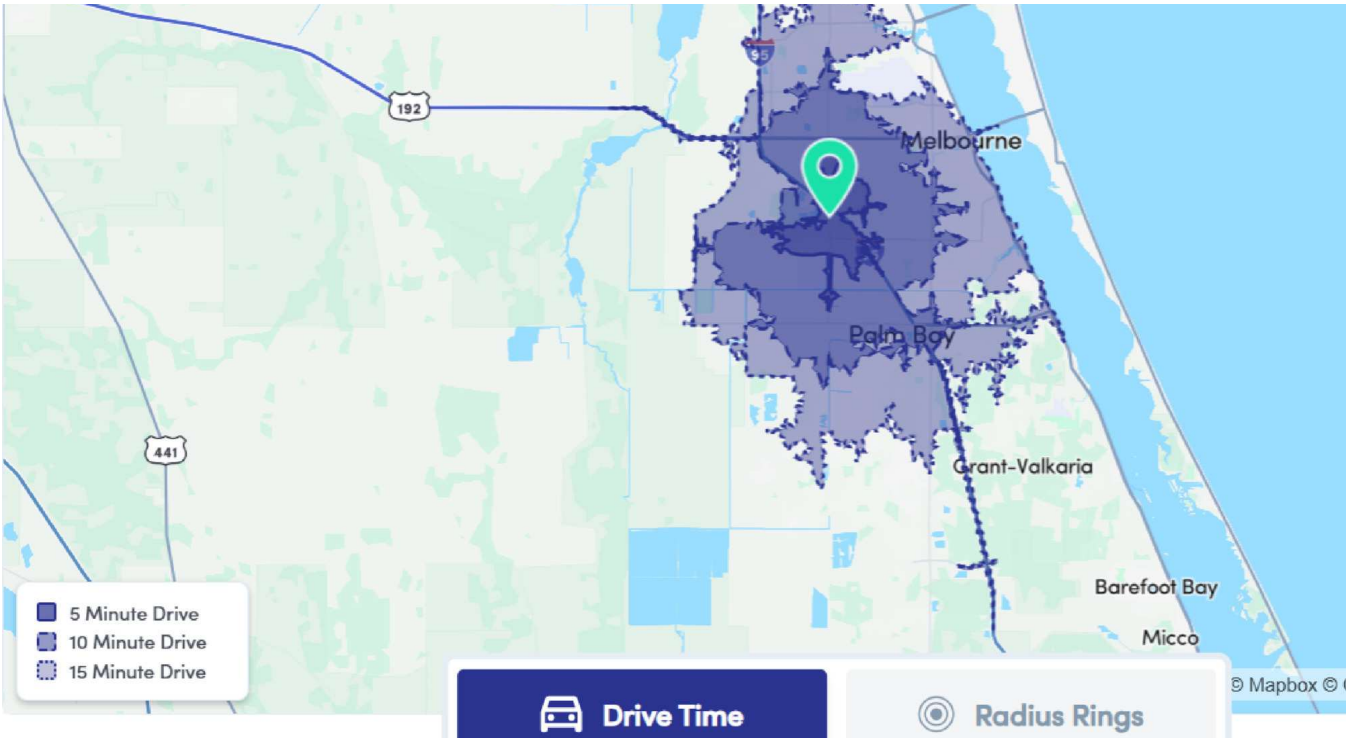 95
192
Melbourne
Palm Bay
441
Grant-Valkaria
Barefoot Bay
Micco
5 Minute Drive
10 Minute Drive
15 Minute Drive
© Mapbox ©
Drive Time
Radius Rings